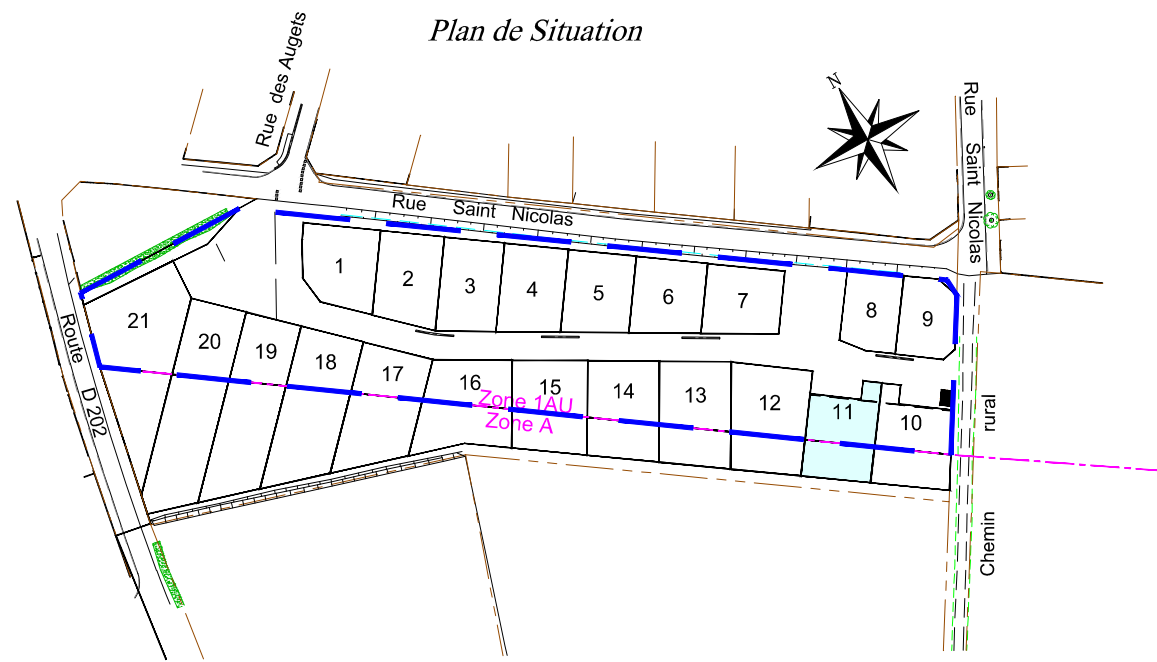 Plan de Situation
Rue des Augets
N
Rue Saint Nicolas
Rue Saint Nicolas
1
2
3
4
5
6
7
8
9
21
20
19
18
17
16
15
14
13
12
11
10
Zone 1AU
Zone A
Route D 202
Chemin rural